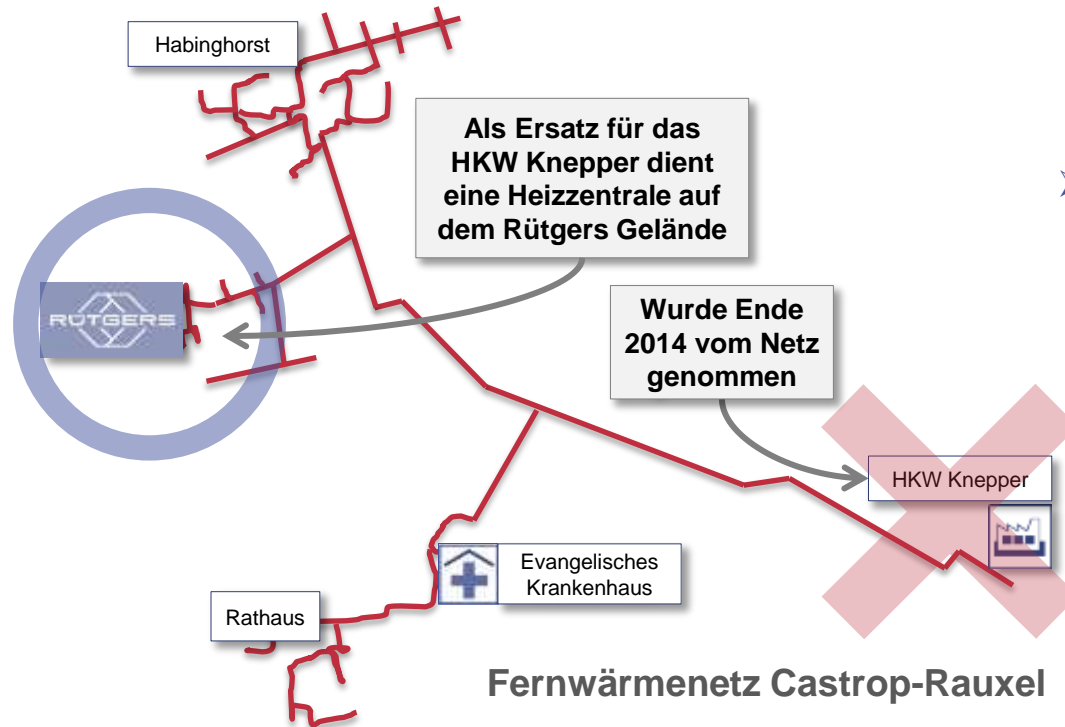 Habinghorst
Als Ersatz für das
HKW Knepper dient
eine Heizzentrale auf
dem Rütgers Gelände
RÜTGERS
Wurde Ende
2014 vom Netz
genommen
HKW Knepper
Evangelisches
Krankenhaus
Rathaus
Fernwärmenetz Castrop-Rauxel